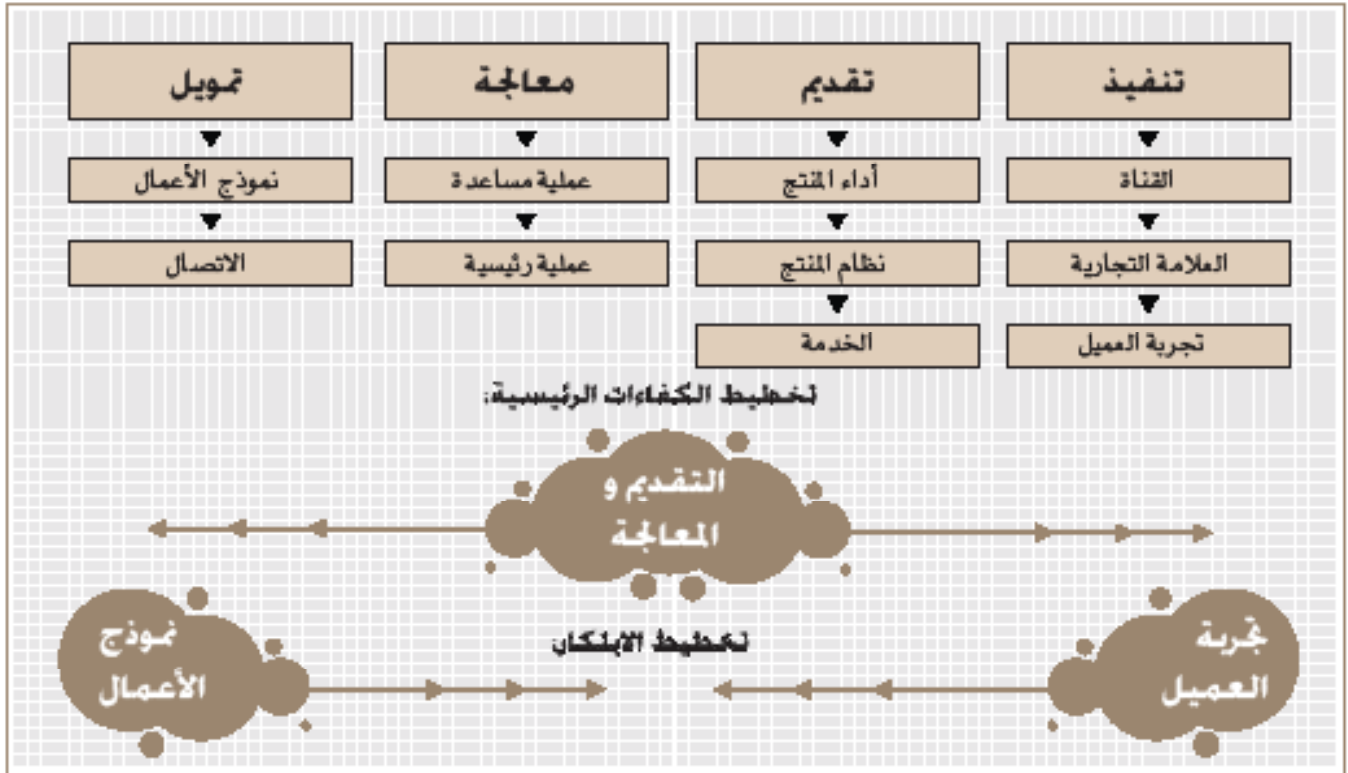 تنفيذ
تقديم
معالجة
تمويل
القناة
أداء المنتج
عملية مساعدة
نموذج الأعمال
العلامة التجارية
نظام المنتج
عملية رئيسية
الاتصال
تجربة العميل
الخدمة
تخطيط الكفاءات الرئيسية:
التقديم و
المعالجة
تخطيط الابتكار:
تجربة
العميل
نموذج
الأعمال